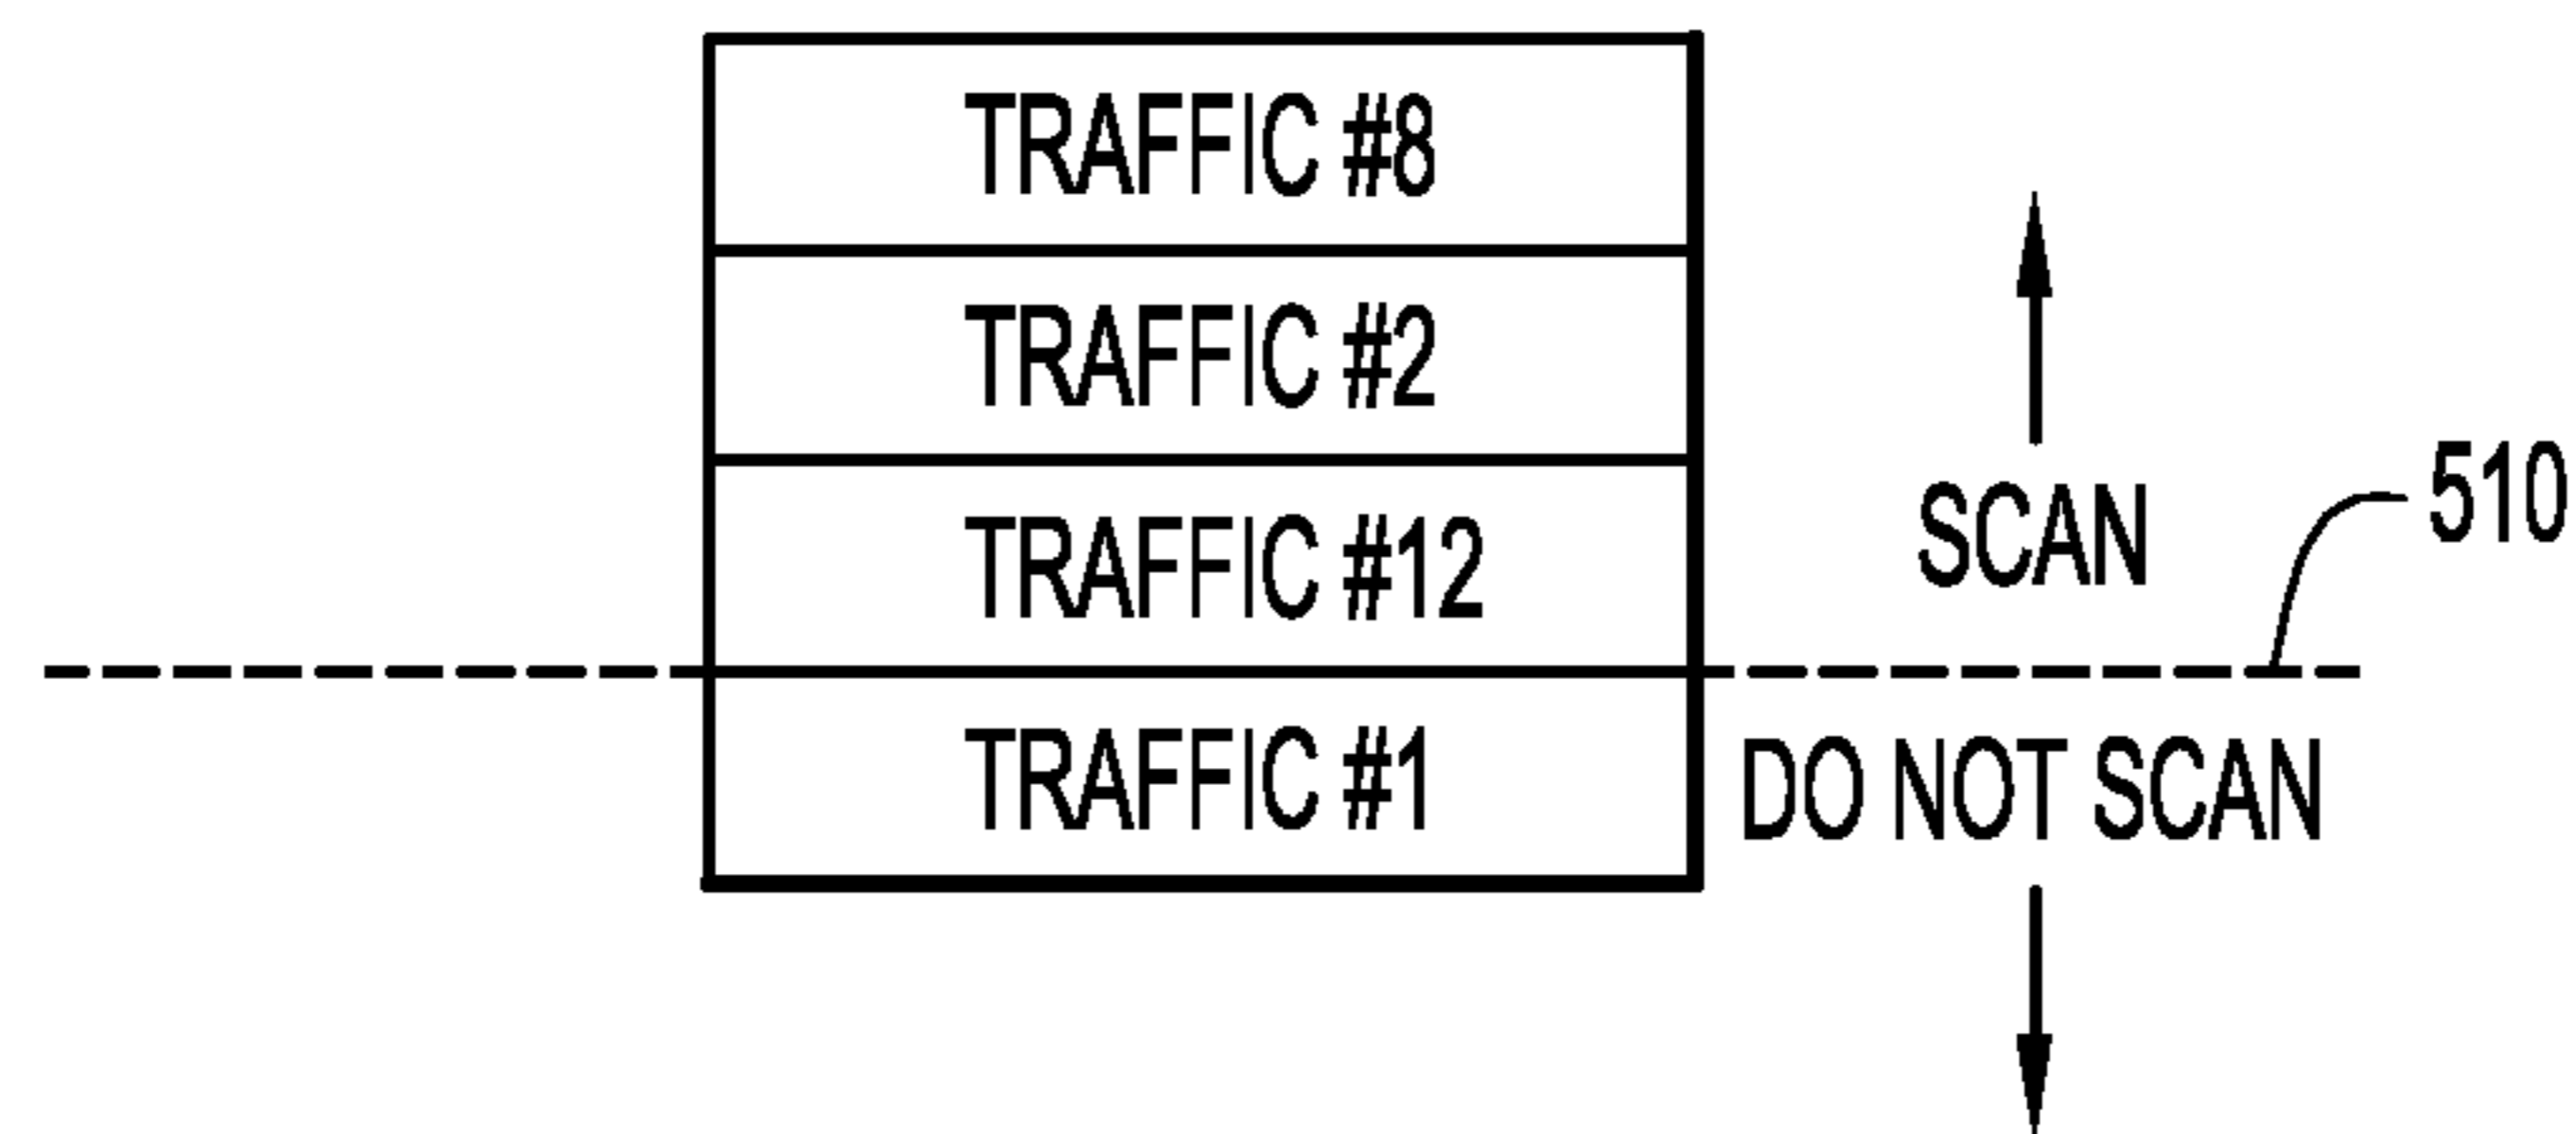 TRAFFIC #8
TRAFFIC #2
TRAFFIC #12
SCAN
510
TRAFFIC #1
DO NOT SCAN